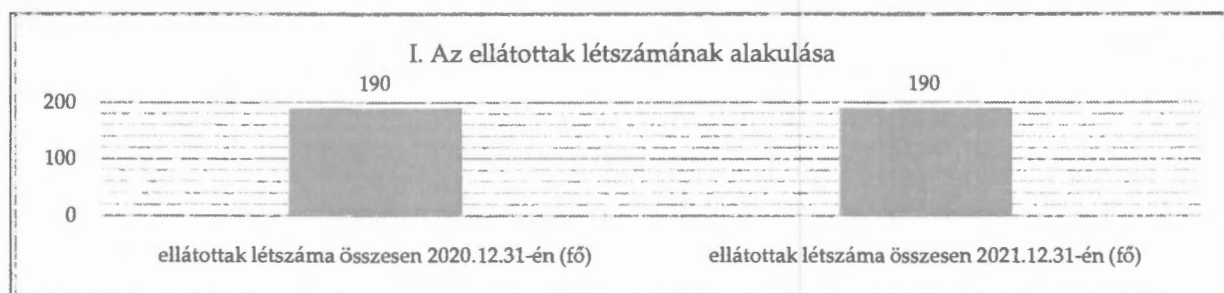 I. Az ellátottak létszámának alakulása
190 190
200
100
0
ellátottak létszáma összesen 2020.12.31-én (fő) ellátottak létszáma összesen 2021.12.31-én (fő)